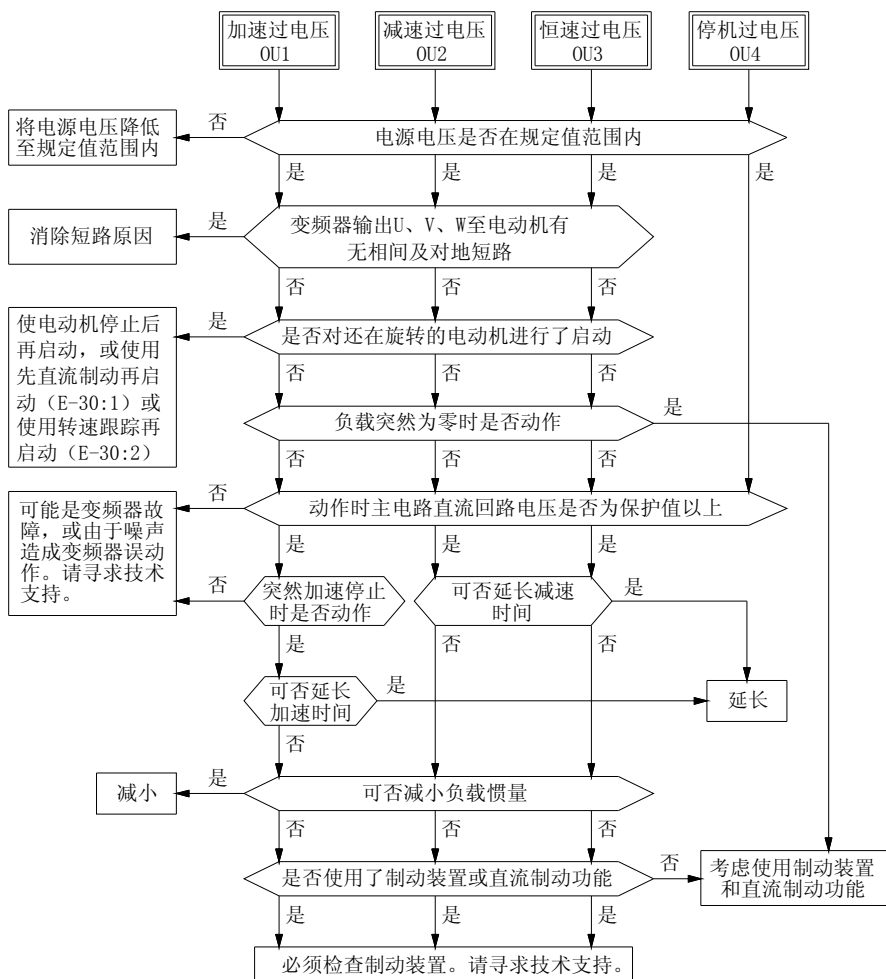 加速过电压
OU1
减速过电压
OU2
恒速过电压
OU3
停机过电压
OU4
将电源电压降低
至规定值范围内
否
电源电压是否在规定值范围内
是
是
是
是
消除短路原因
是
变频器输出U、V、W至电动机有
无相间及对地短路
否
否
否
使电动机停止后
再启动，或使用
先直流制动再启
动（E-30:1）或
使用转速跟踪再
启动（E-30:2）
是
是否对还在旋转的电动机进行了启动
否
否
否
负载突然为零时是否动作
是
否
否
否
可能是变频器故
障，或由于噪声
造成变频器误动
作。请寻求技术
支持。
否
动作时主电路直流回路电压是否为保护值以上
是
是
是
否
突然加速停止
时是否动作
可否延长减速
时间
是
是
否
否
可否延长
加速时间
是
延长
否
减小
是
可否减小负载惯量
否
否
否
是否使用了制动装置或直流制动功能
否
考虑使用制动装置
和直流制动功能
是
是
是
必须检查制动装置。请寻求技术支持。